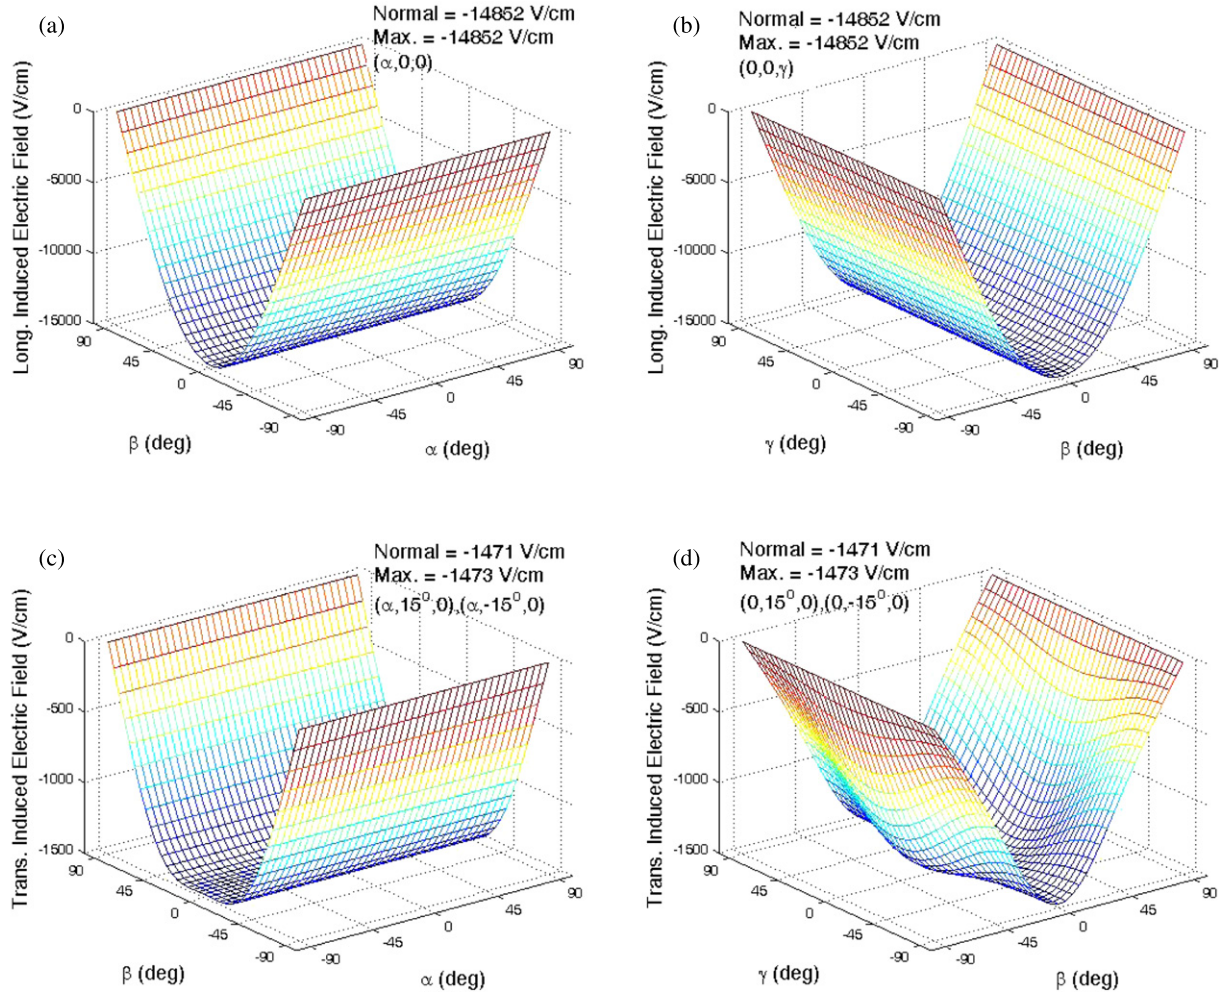 (a)
Normal = -14852 V/cm
Max. = -14852 V/cm
(α,0,0)
Long. Induced Electric Field (V/cm)
0
-5000
-10000
-15000
90
45
0
-45
-90
β (deg)
-90
-45
0
45
90
α (deg)
(b)
Normal = -14852 V/cm
Max. = -14852 V/cm
(0,0,γ)
Long. Induced Electric Field (V/cm)
0
-5000
-10000
-15000
90
45
0
-45
-90
γ (deg)
-90
-45
0
45
90
β (deg)
(c)
Normal = -1471 V/cm
Max. = -1473 V/cm
(α,15⁰,0),(α,-15⁰,0)
Trans. Induced Electric Field (V/cm)
0
-500
-1000
-1500
90
45
0
-45
-90
β (deg)
-90
-45
0
45
90
α (deg)
(d)
Normal = -1471 V/cm
Max. = -1473 V/cm
(0,15⁰,0),(0,-15⁰,0)
Trans. Induced Electric Field (V/cm)
0
-500
-1000
-1500
90
45
0
-45
-90
γ (deg)
-90
-45
0
45
90
β (deg)